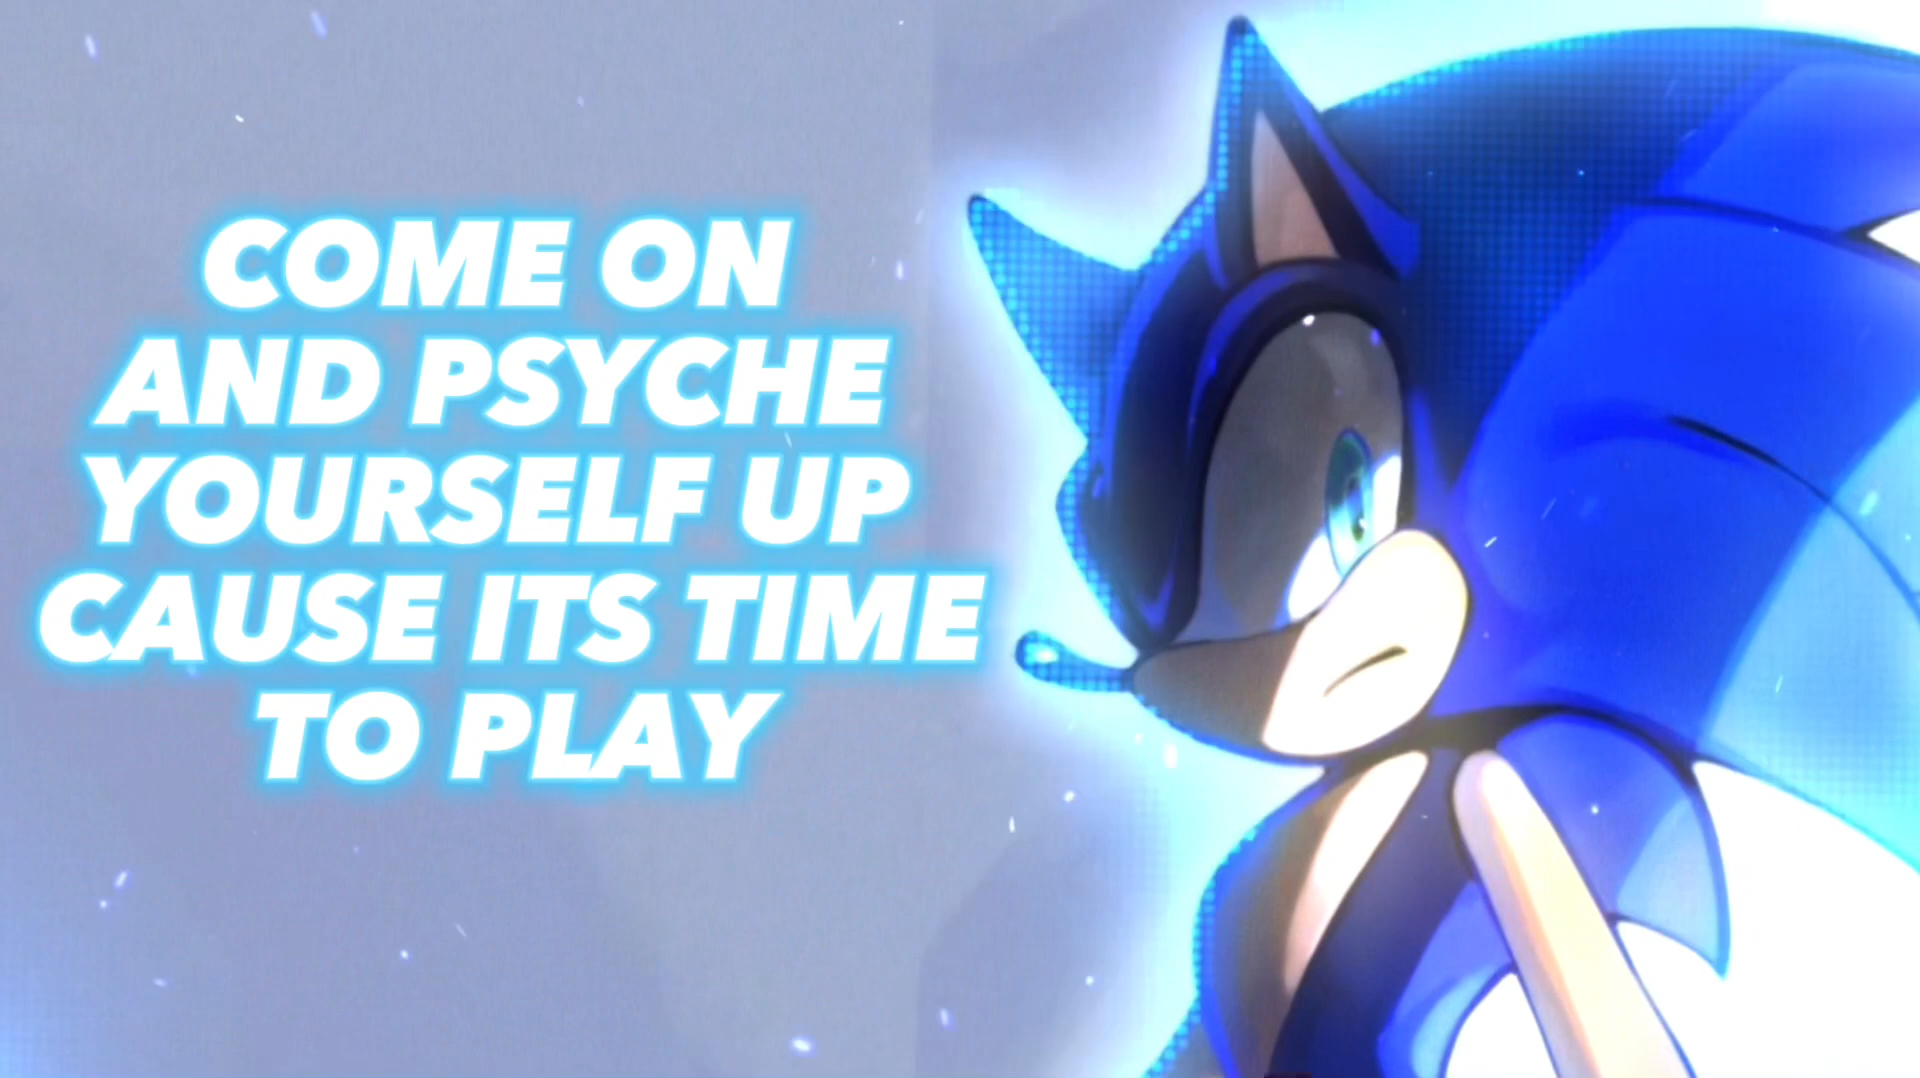 COME ON
AND PSYCHE
YOURSELF UP
CAUSE ITS TIME
TO PLAY